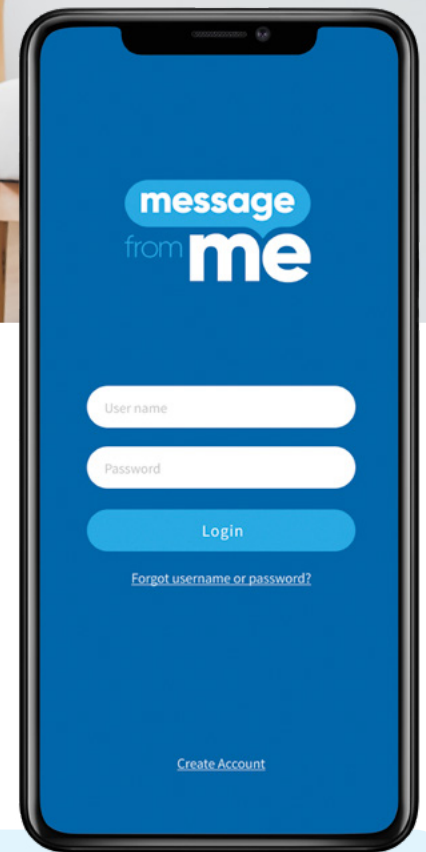 message
from me
User name
Password
Login
Forgot username or password?
Create Account